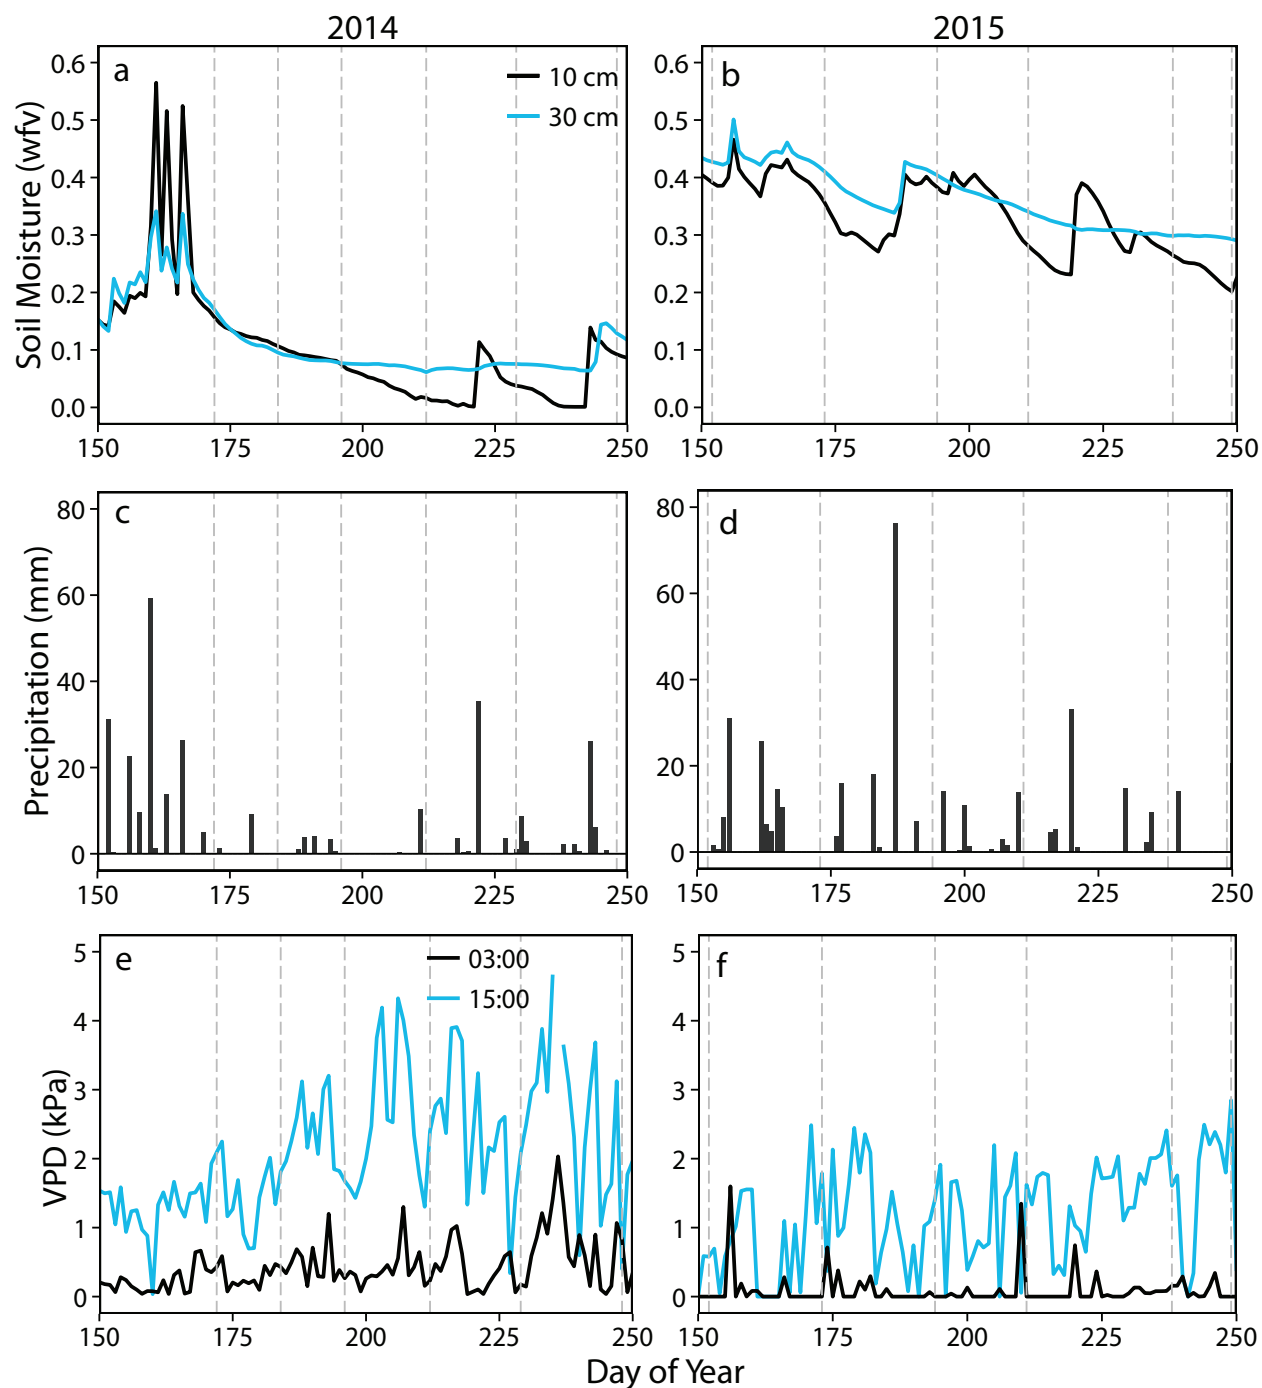 2014 2015
Soil Moisture (wfv)
a
10 cm
30 cm
0.6
0.5
0.4
0.3
0.2
0.1
0.0
150 175 200 225 250
b
0.6
0.5
0.4
0.3
0.2
0.1
0.0
150 175 200 225 250
Precipitation (mm)
c
80
60
40
20
0
150 175 200 225 250
d
80
60
40
20
0
150 175 200 225 250
VPD (kPa)
e
03:00
15:00
5
4
3
2
1
0
150 175 200 225 250
f
5
4
3
2
1
0
150 175 200 225 250
Day of Year